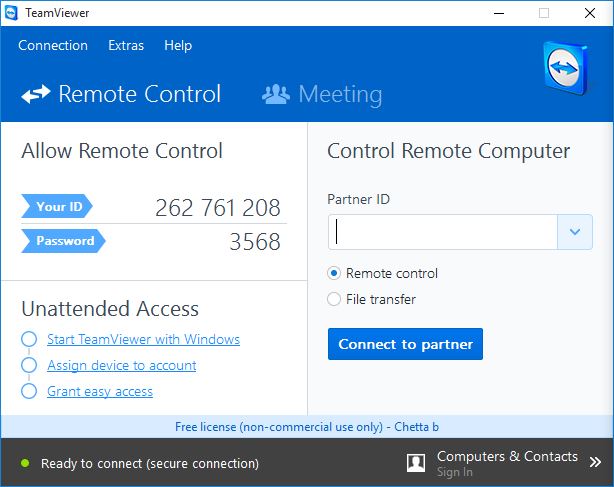 TeamViewer
Connection Extras Help
Remote Control Meeting
Allow Remote Control
Your ID 262 761 208
Password 3568
Unattended Access
Start TeamViewer with Windows
Assign device to account
Grant easy access
Control Remote Computer
Partner ID
Remote control
File transfer
Connect to partner
Free license (non-commercial use only) - Chetta b
Ready to connect (secure connection)
Computers & Contacts
Sign In